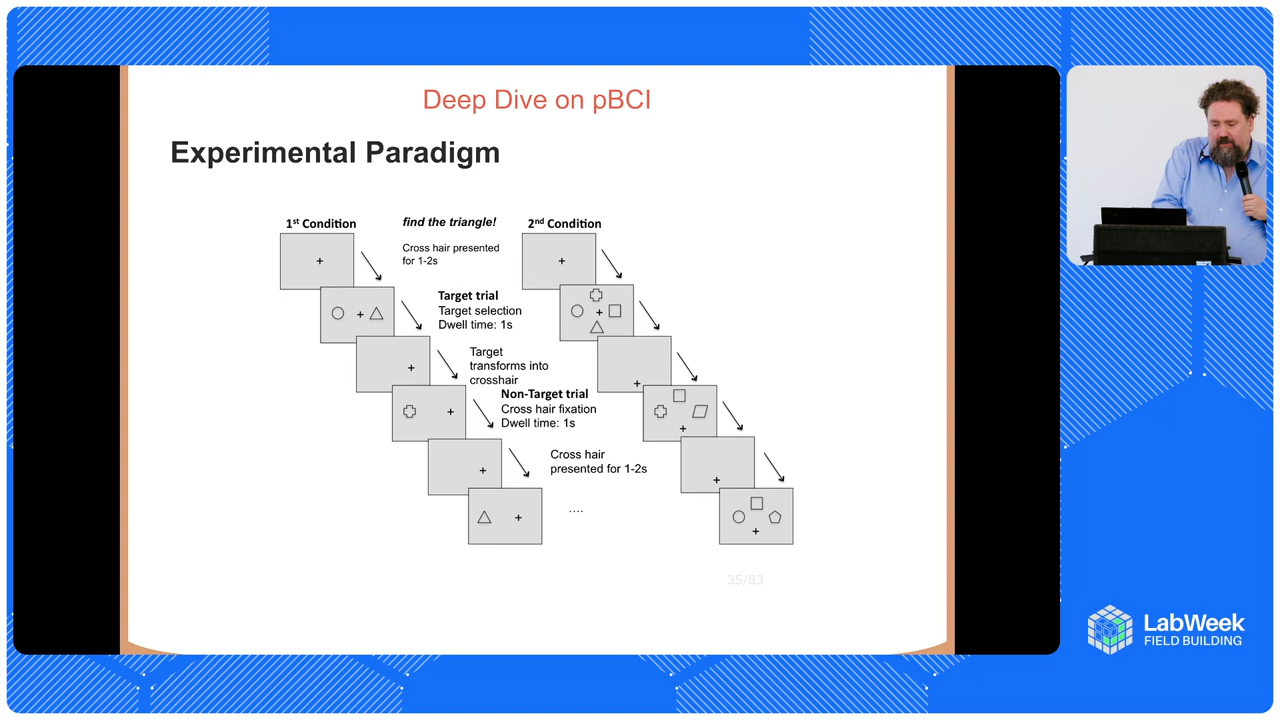 Deep Dive on pBCI
Experimental Paradigm
1st Condition
find the triangle!
2nd Condition
Cross hair presented
for 1-2s
Target trial
Target selection
Dwell time: 1s
Target
transforms into
crosshair
Non-Target trial
Cross hair fixation
Dwell time: 1s
Cross hair
presented for 1-2s
....
35/83
LabWeek
FIELD BUILDING